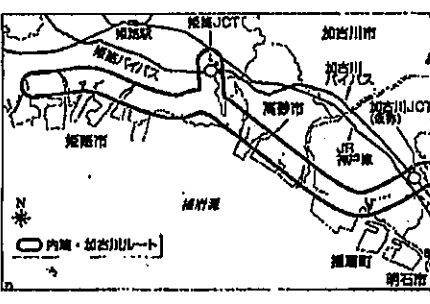 姫路駅
姫路JCT
加古川市
姫路バイパス
加古川
バイパス
加古川JCT
(仮称)
高砂市
姫路市
JR
神戸線
播磨灘
N
内陸・加古川ルート
播磨町
明石市